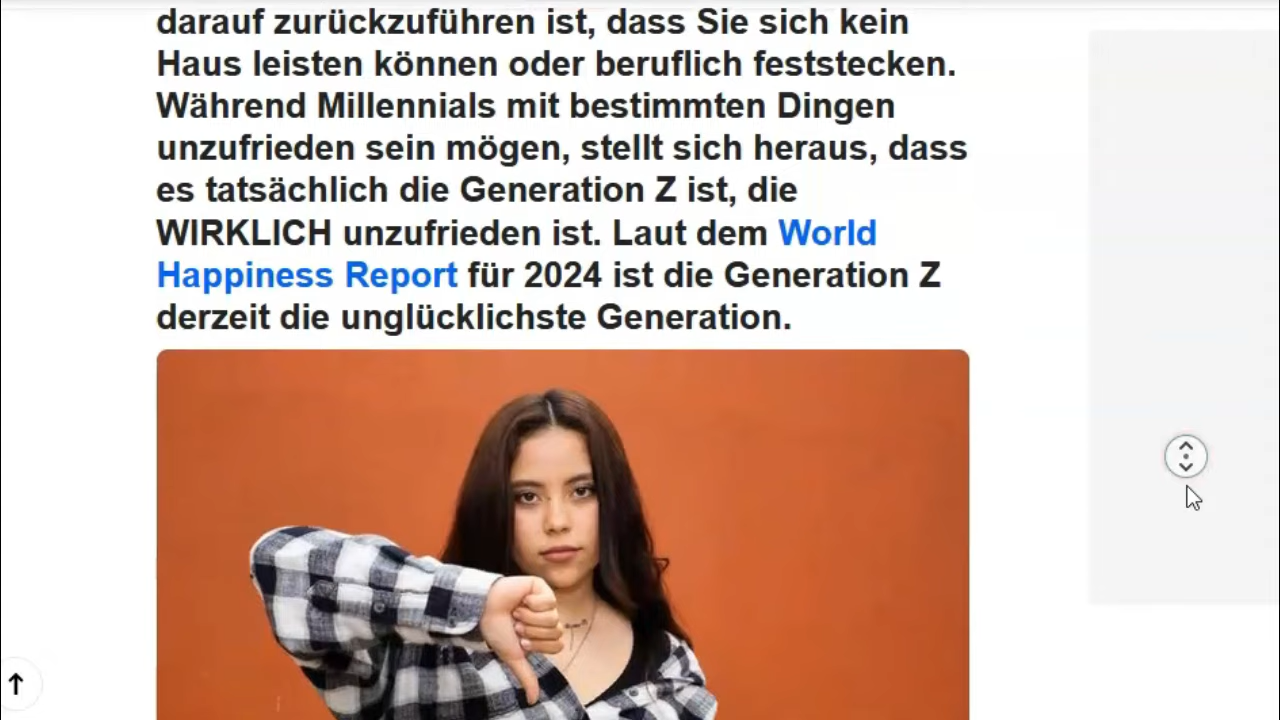 darauf zurückzuführen ist, dass Sie sich kein
Haus leisten können oder beruflich feststecken.
Während Millennials mit bestimmten Dingen
unzufrieden sein mögen, stellt sich heraus, dass
es tatsächlich die Generation Z ist, die
WIRKLICH unzufrieden ist. Laut dem World
Happiness Report für 2024 ist die Generation Z
derzeit die unglücklichste Generation.